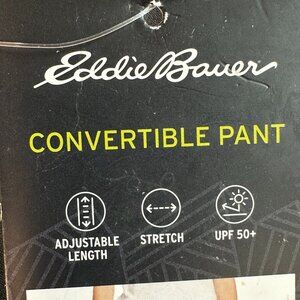 Eddie Bauer
CONVERTIBLE PANT
ADJUSTABLE
LENGTH
STRETCH
UPF 50+